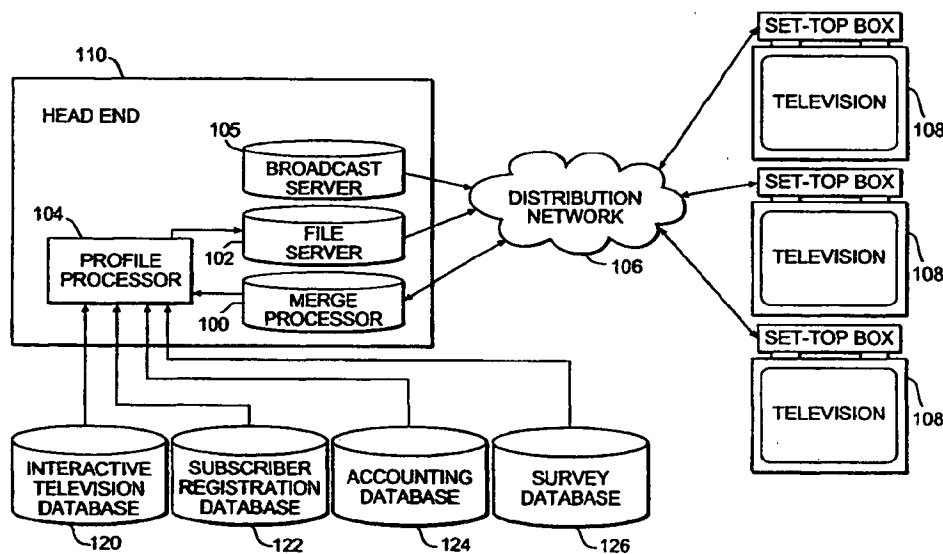 110
HEAD END
105
BROADCAST
SERVER
104
PROFILE
PROCESSOR
102
FILE
SERVER
100
MERGE
PROCESSOR
DISTRIBUTION
NETWORK
106
SET-TOP BOX
TELEVISION
108
SET-TOP BOX
TELEVISION
108
SET-TOP BOX
TELEVISION
108
INTERACTIVE
TELEVISION
DATABASE
120
SUBSCRIBER
REGISTRATION
DATABASE
122
ACCOUNTING
DATABASE
124
SURVEY
DATABASE
126